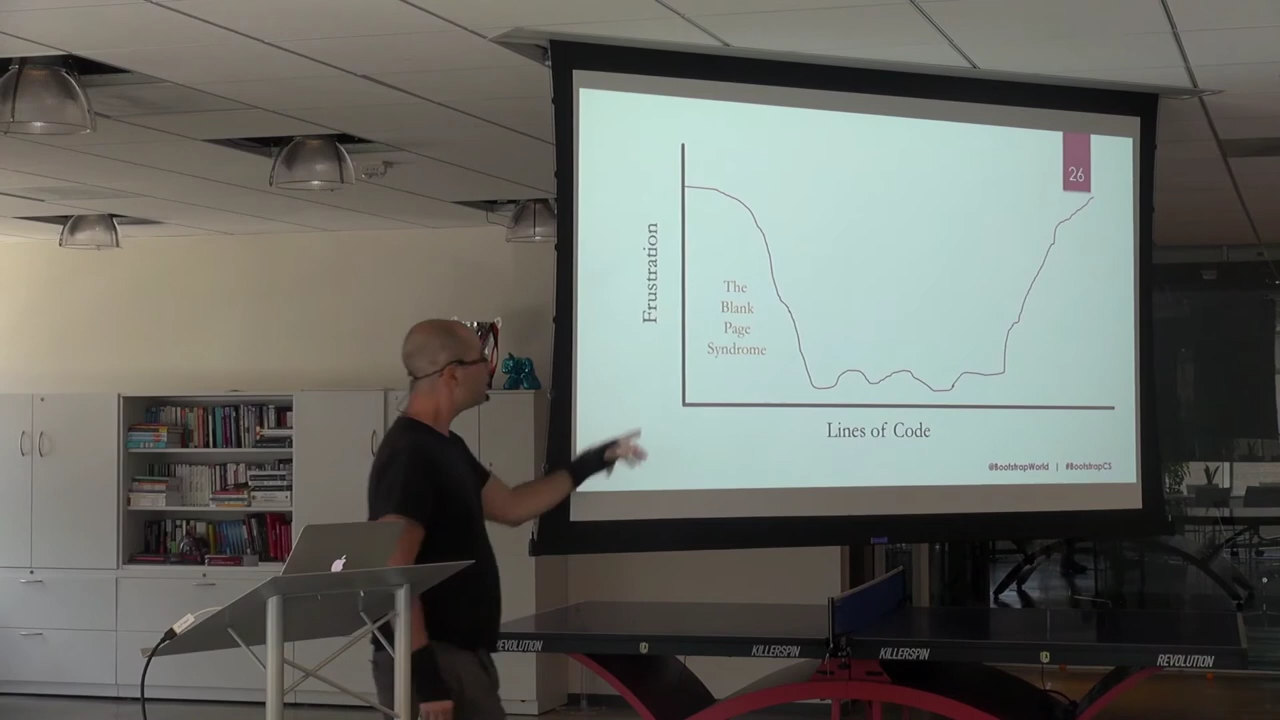 26
Frustration
The
Blank
Page
Syndrome
Lines of Code
@BootstrapWorld | #BootstrapCS
REVOLUTION
KILLERSPIN
KILLERSPIN
REVOLUTION